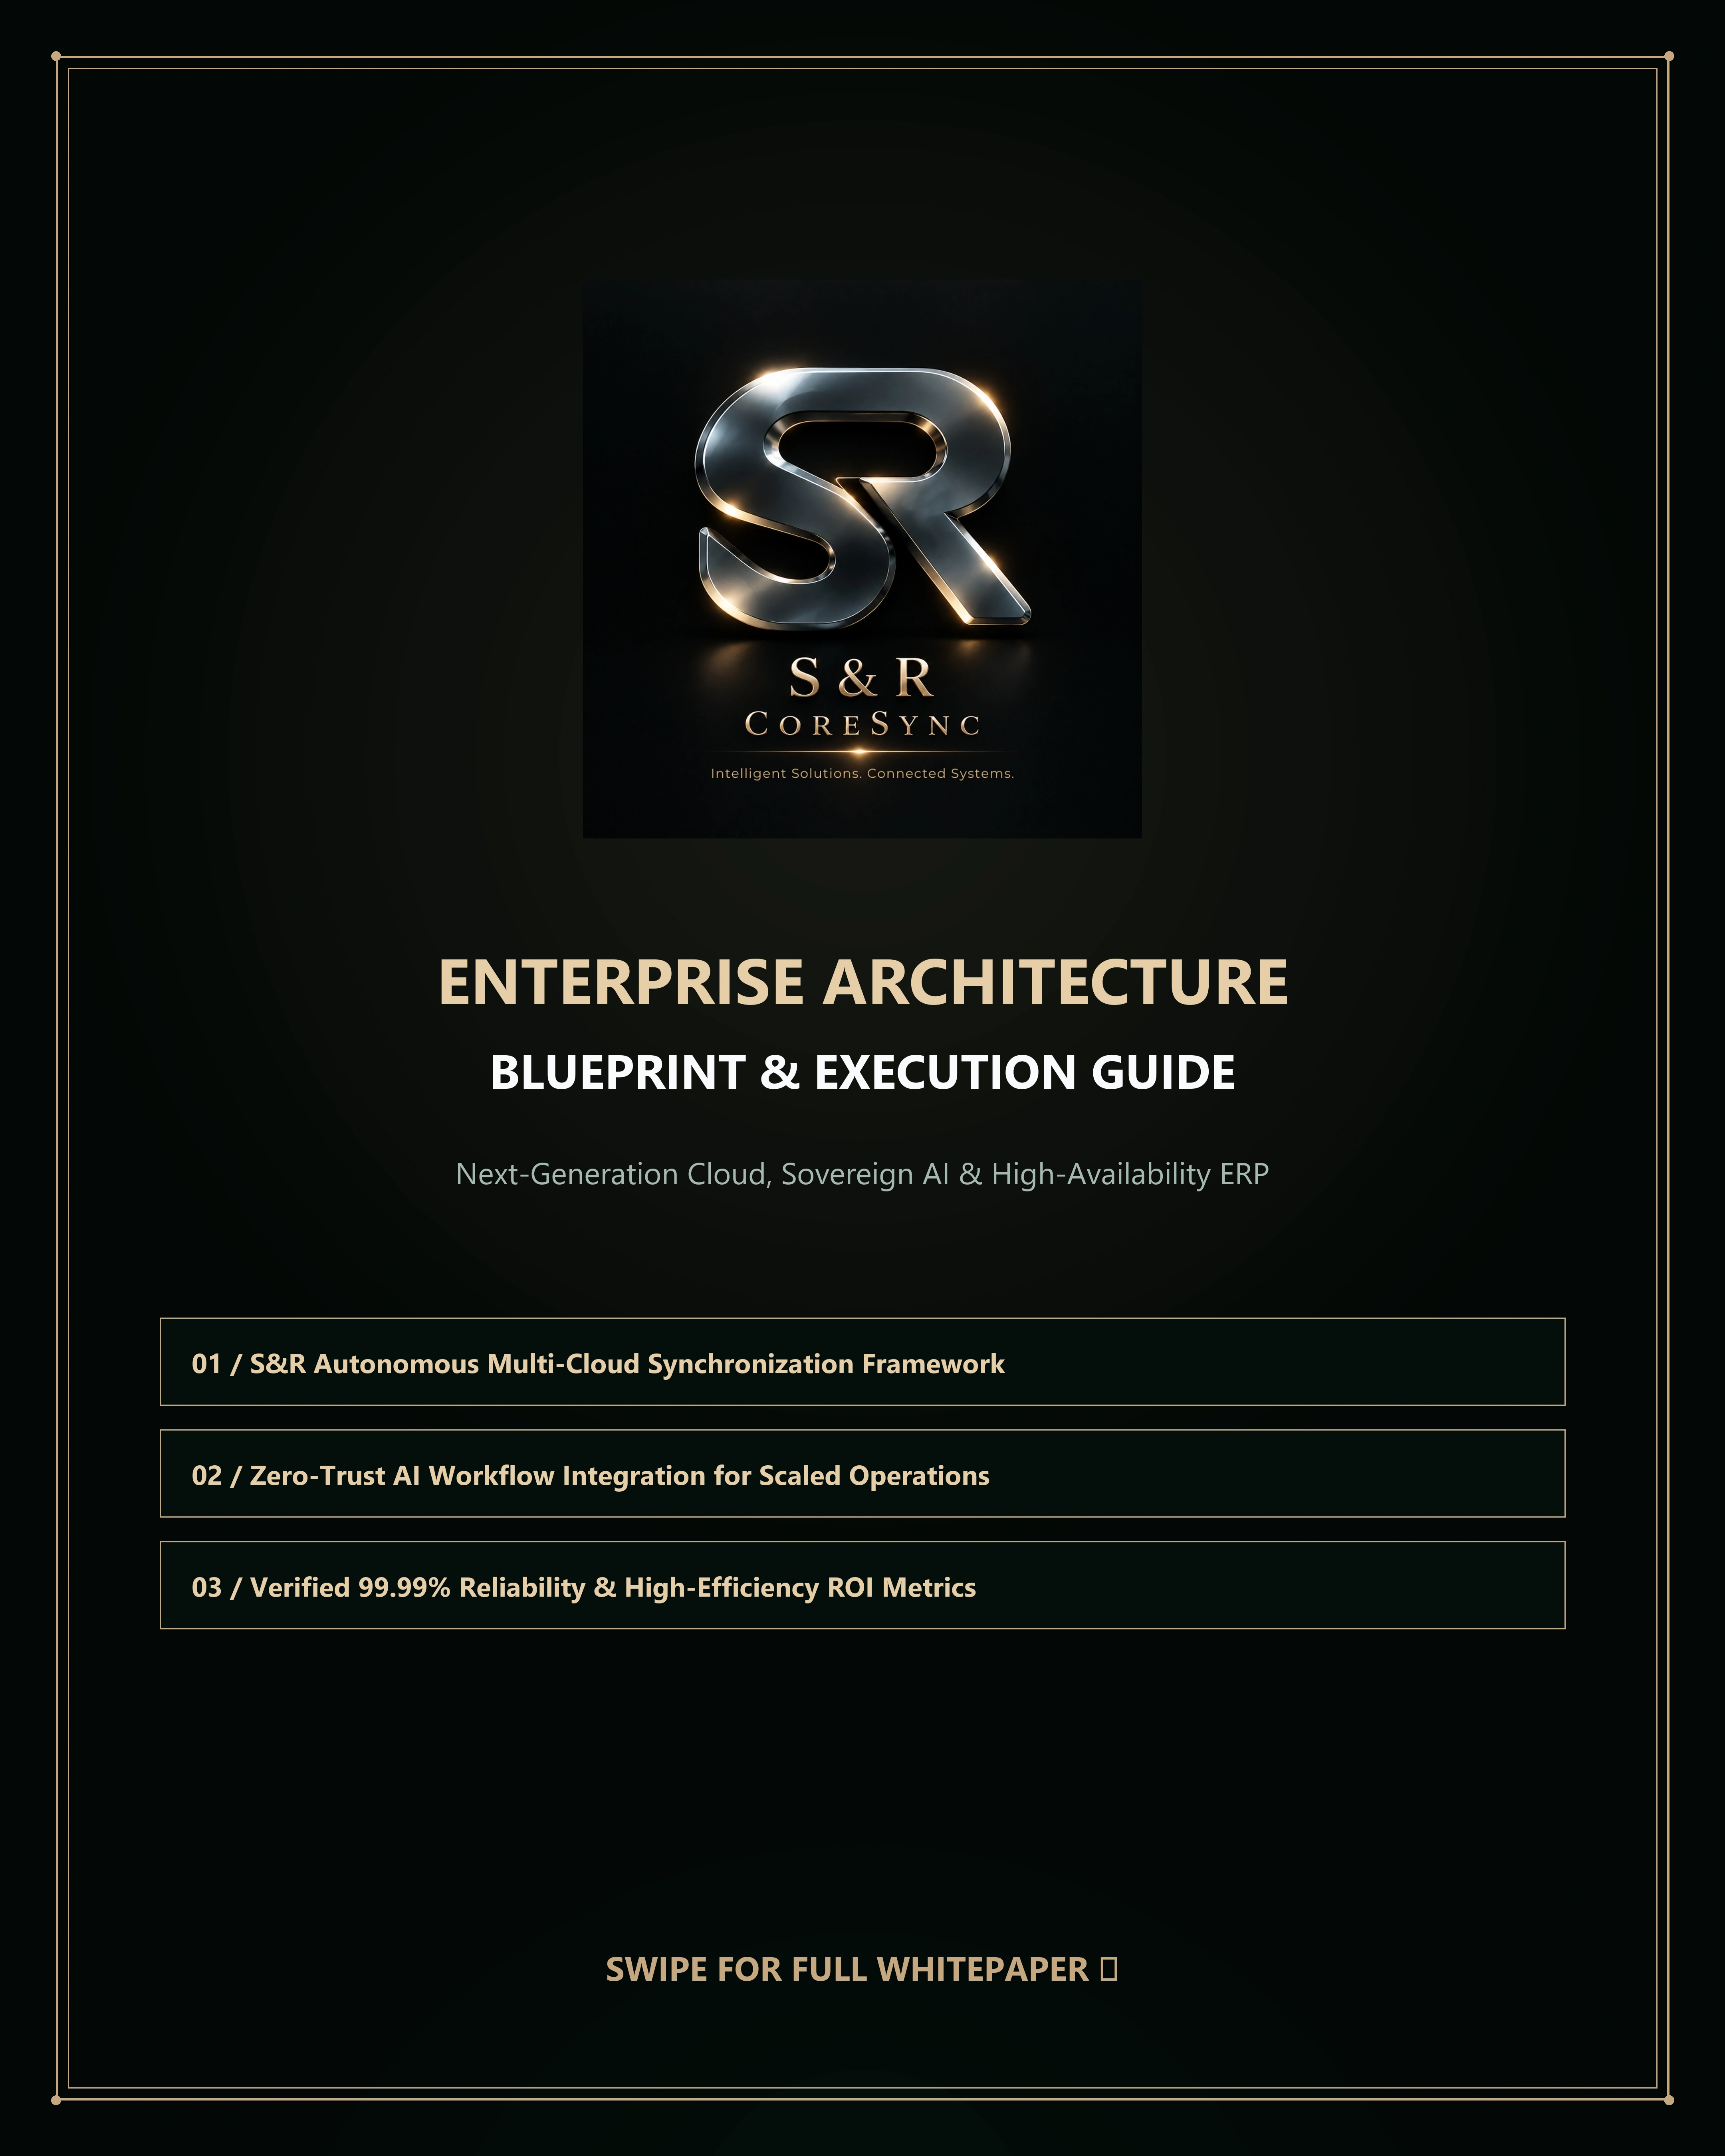 SR
S & R
CORESYNC
Intelligent Solutions. Connected Systems.
ENTERPRISE ARCHITECTURE
BLUEPRINT & EXECUTION GUIDE
Next-Generation Cloud, Sovereign AI & High-Availability ERP
01 / S&R Autonomous Multi-Cloud Synchronization Framework
02 / Zero-Trust AI Workflow Integration for Scaled Operations
03 / Verified 99.99% Reliability & High-Efficiency ROI Metrics
SWIPE FOR FULL WHITEPAPER